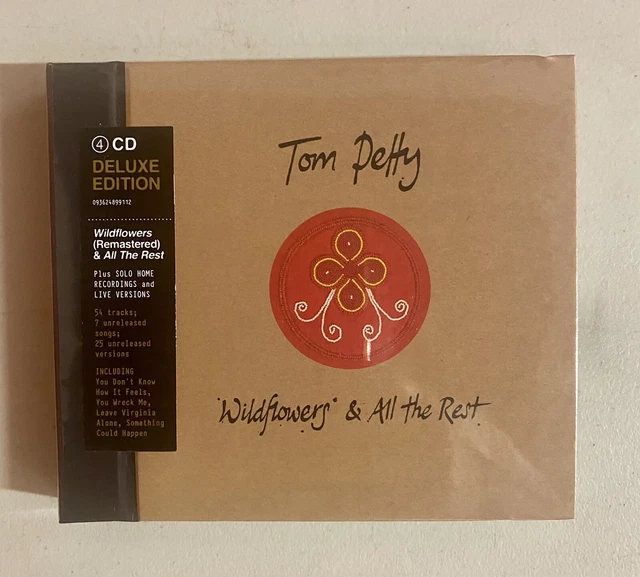 ④ CD
DELUXE
EDITION
093624899112
Wildflowers
(Remastered)
& All The Rest
Plus SOLO HOME
RECORDINGS and
LIVE VERSIONS
54 tracks;
7 unreleased
songs;
25 unreleased
versions
INCLUDING
You Don't Know
How It Feels,
You Wreck Me,
Leave Virginia
Alone, Something
Could Happen
Tom Petty
Wildflowers & All the Rest